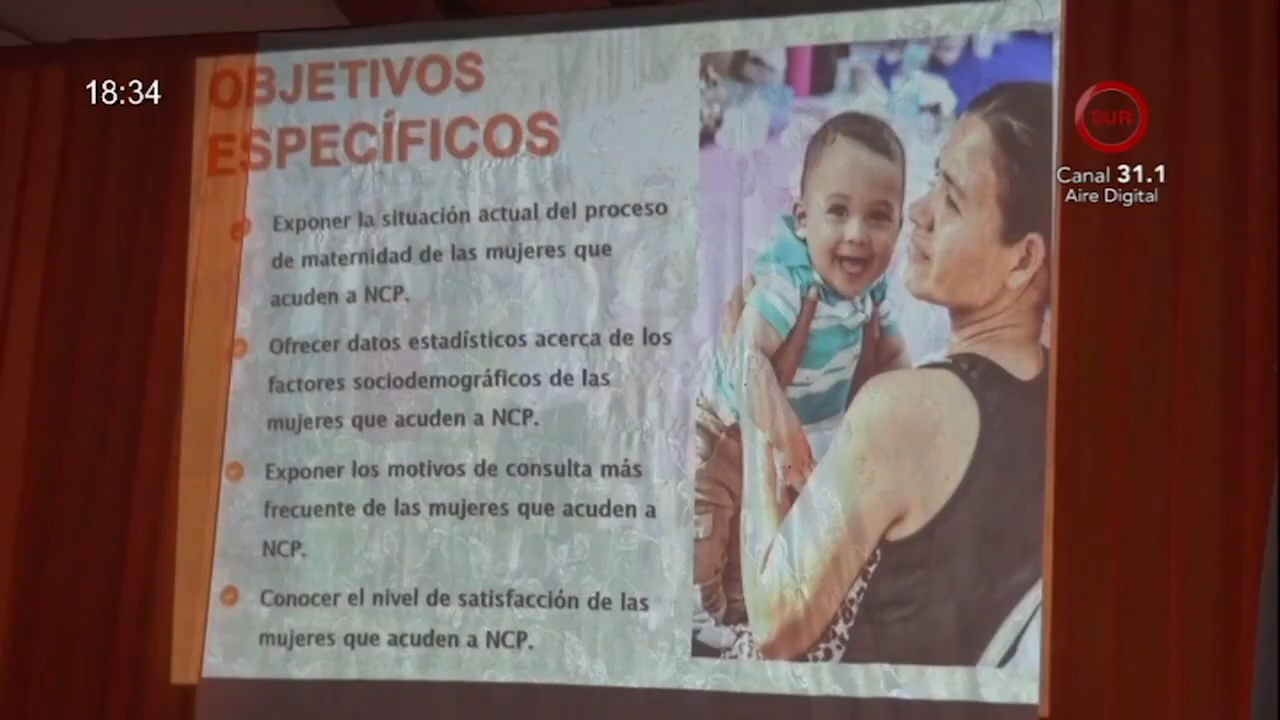 18:34
OBJETIVOS
ESPECÍFICOS
Exponer la situación actual del proceso
de maternidad de las mujeres que
acuden a NCP.
Ofrecer datos estadísticos acerca de los
factores sociodemográficos de las
mujeres que acuden a NCP.
Exponer los motivos de consulta más
frecuente de las mujeres que acuden a
NCP.
Conocer el nivel de satisfacción de las
mujeres que acuden a NCP.
SUR
Canal 31.1
Aire Digital